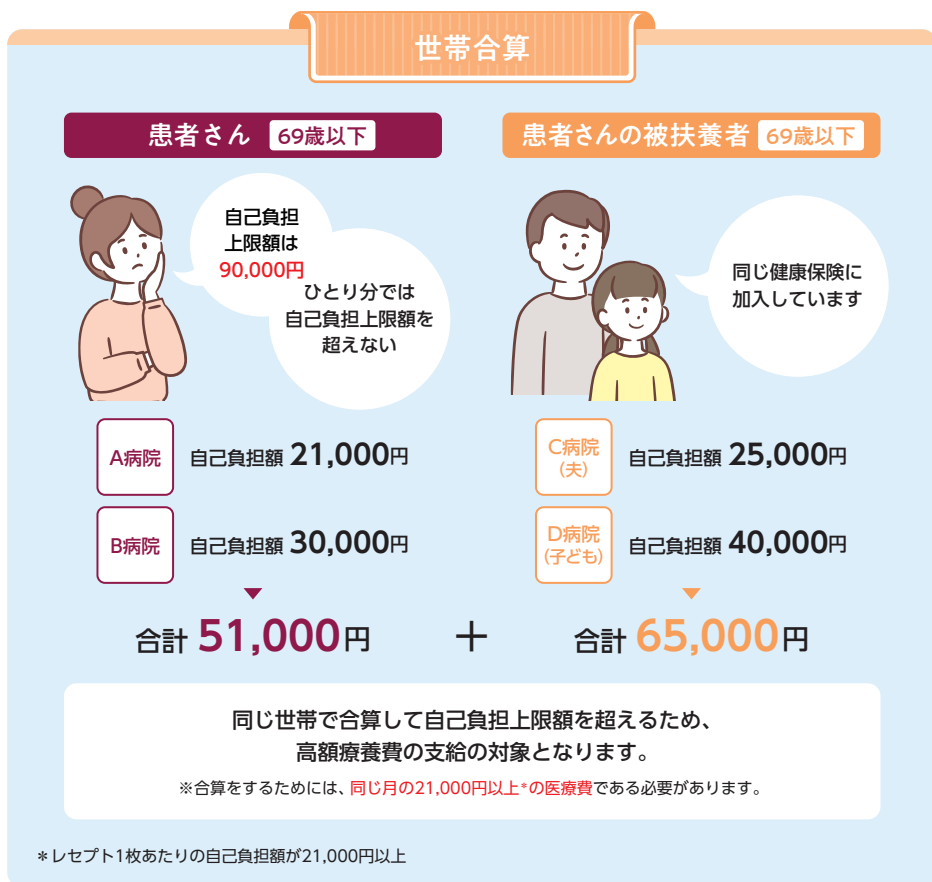 世帯合算
患者さん 69歳以下
自己負担
上限額は
90,000円
ひとり分では
自己負担上限額を
超えない
A病院 自己負担額 21,000円
B病院 自己負担額 30,000円
合計 51,000円
+
患者さんの被扶養者 69歳以下
同じ健康保険に
加入しています
C病院
(夫)
自己負担額 25,000円
D病院
(子ども)
自己負担額 40,000円
合計 65,000円
同じ世帯で合算して自己負担上限額を超えるため、
高額療養費の支給の対象となります。
※合算をするためには、同じ月の21,000円以上*の医療費である必要があります。
*レセプト1枚あたりの自己負担額が21,000円以上